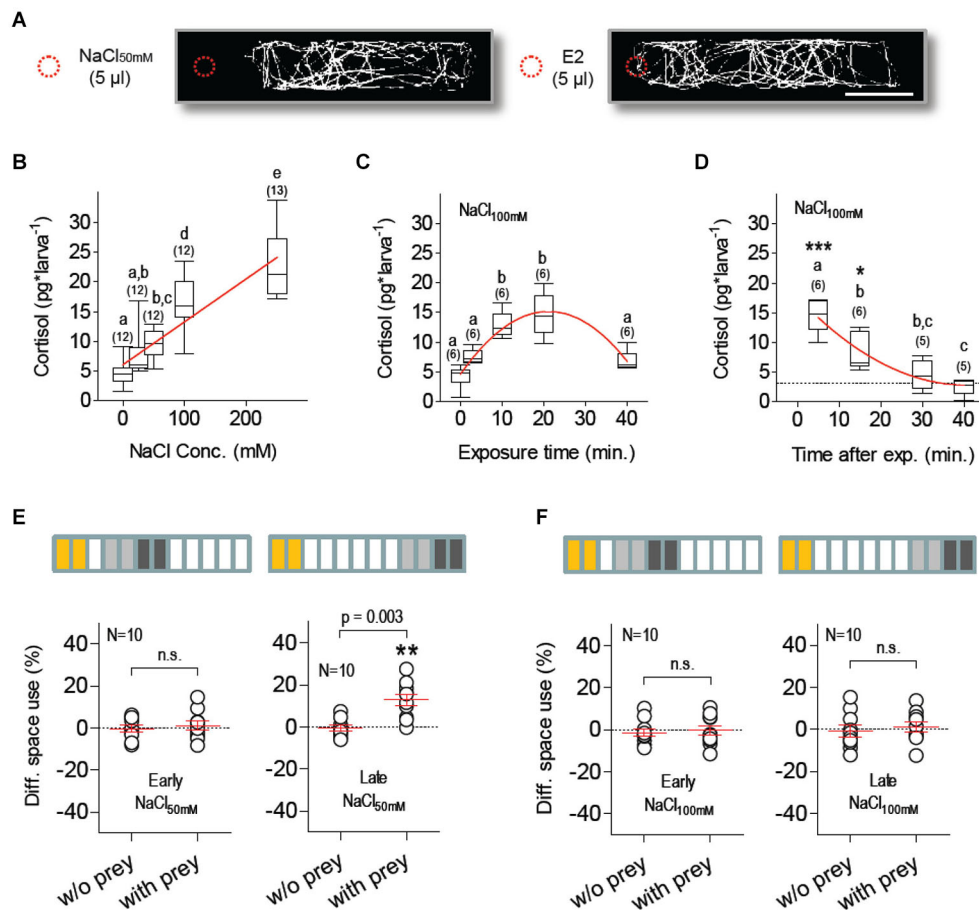 A
NaCl50mM
(5 µl)
E2
(5 µl)
B
Cortisol (pg*larva-1)
30
25
20
15
10
5
0
a
(12)
a,b
(12)
b,c
(12)
d
(12)
e
(13)
0 100 200
NaCl Conc. (mM)
C
Cortisol (pg*larva-1)
30
25
20
15
10
5
0
NaCl100mM
a
(6)
a
(6)
b
(6)
b
(6)
a
(6)
0 10 20 30 40
Exposure time (min.)
D
Cortisol (pg*larva-1)
30
25
20
15
10
5
0
NaCl100mM
***
a
(6)
*
b
(6)
b,c
(5)
c
(5)
0 10 20 30 40
Time after exp. (min.)
E
Diff. space use (%)
40
20
0
-20
-40
N=10
n.s.
Early
NaCl50mM
w/o prey
with prey
40
20
0
-20
-40
p = 0.003
**
N=10
Late
NaCl50mM
w/o prey
with prey
F
Diff. space use (%)
40
20
0
-20
-40
N=10
n.s.
Early
NaCl100mM
w/o prey
with prey
40
20
0
-20
-40
N=10
n.s.
Late
NaCl100mM
w/o prey
with prey